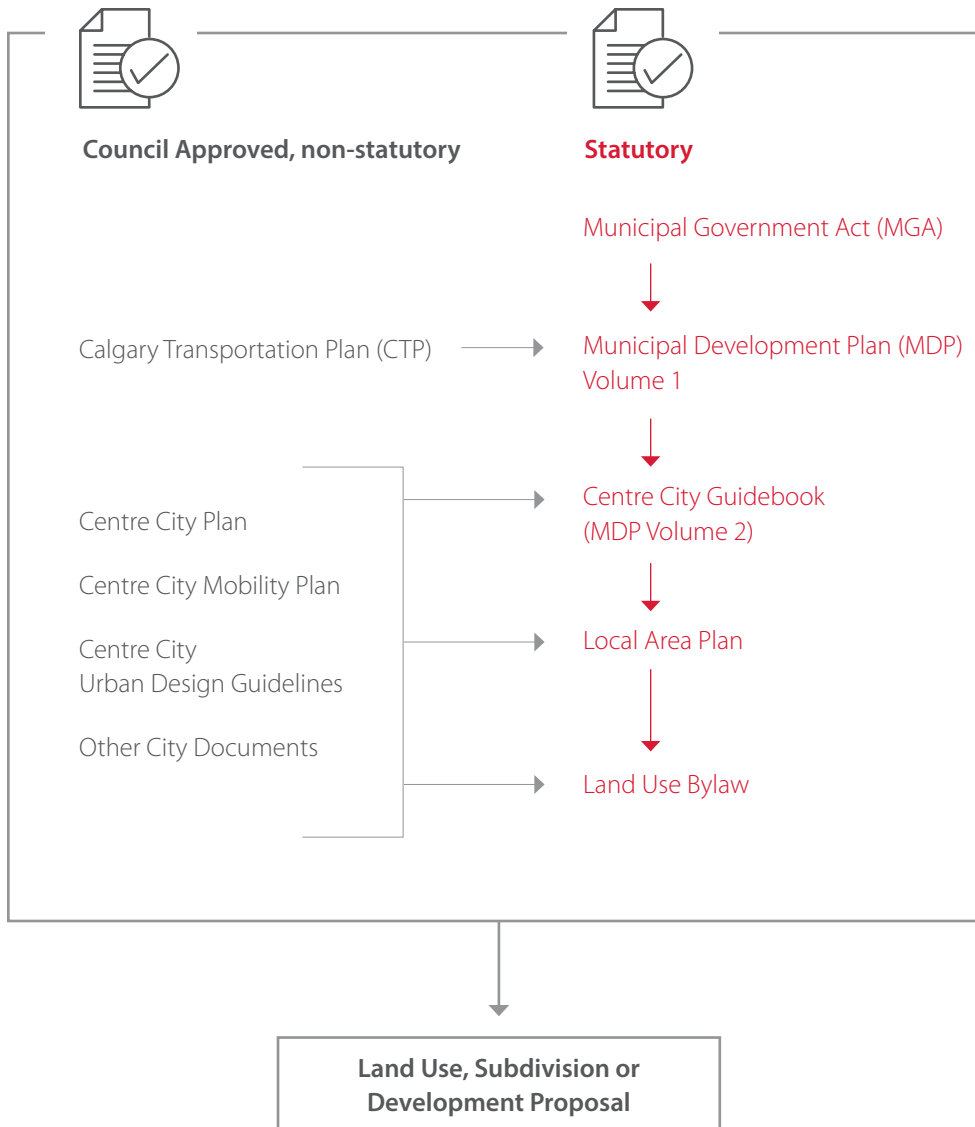 Council Approved, non-statutory
Statutory
Municipal Government Act (MGA)
Calgary Transportation Plan (CTP)
Municipal Development Plan (MDP)
Volume 1
Centre City Plan
Centre City Mobility Plan
Centre City
Urban Design Guidelines
Other City Documents
Centre City Guidebook
(MDP Volume 2)
Local Area Plan
Land Use Bylaw
Land Use, Subdivision or
Development Proposal